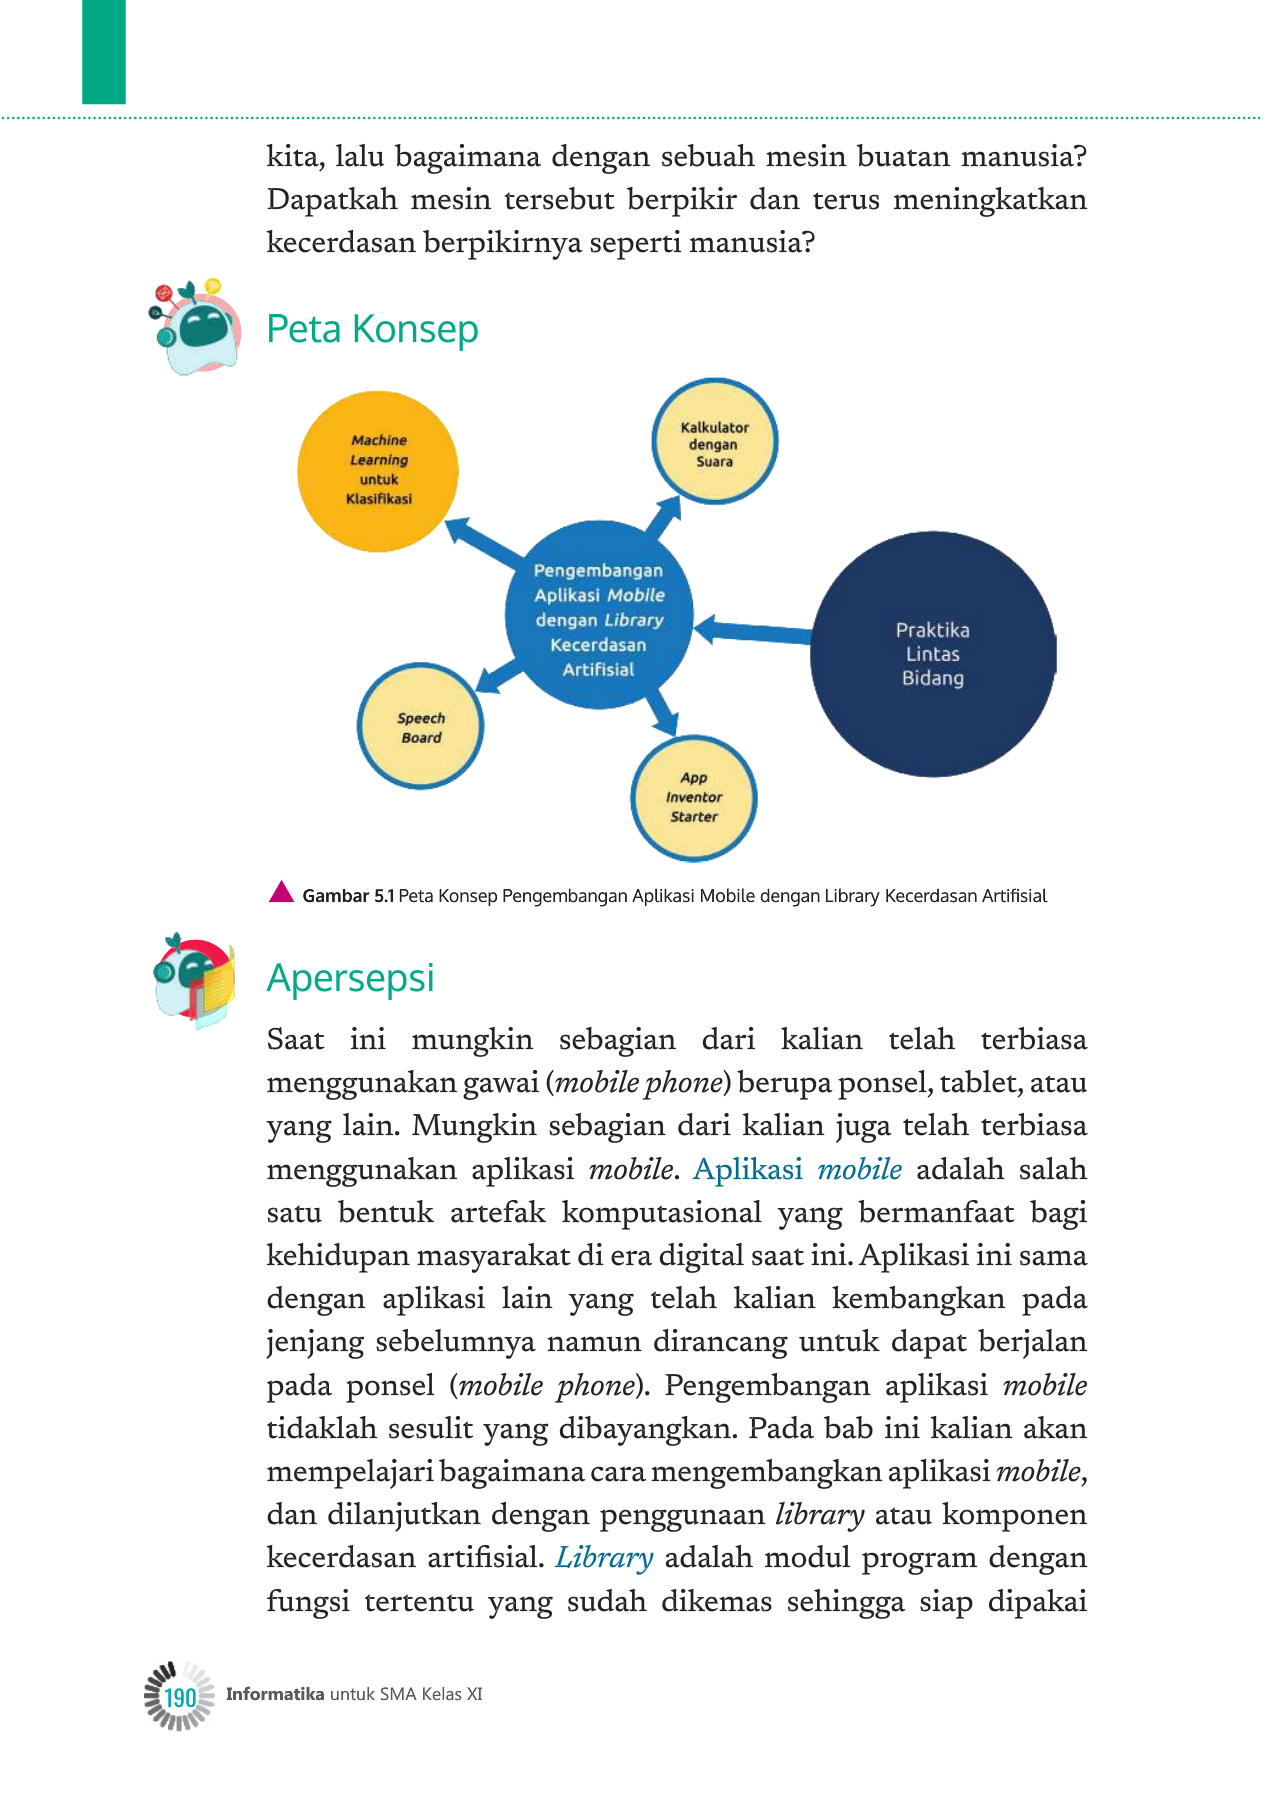 kita, lalu bagaimana dengan sebuah mesin buatan manusia?
Dapatkah mesin tersebut berpikir dan terus meningkatkan
kecerdasan berpikirnya seperti manusia?
Peta Konsep
Machine
Learning
untuk
Klasifikasi
Kalkulator
dengan
Suara
Pengembangan
Aplikasi Mobile
dengan Library
Kecerdasan
Artifisial
Praktika
Lintas
Bidang
Speech
Board
App
Inventor
Starter
Gambar 5.1 Peta Konsep Pengembangan Aplikasi Mobile dengan Library Kecerdasan Artifisial
Apersepsi
Saat ini mungkin sebagian dari kalian telah terbiasa
menggunakan gawai (mobile phone) berupa ponsel, tablet, atau
yang lain. Mungkin sebagian dari kalian juga telah terbiasa
menggunakan aplikasi mobile. Aplikasi mobile adalah salah
satu bentuk artefak komputasional yang bermanfaat bagi
kehidupan masyarakat di era digital saat ini. Aplikasi ini sama
dengan aplikasi lain yang telah kalian kembangkan pada
jenjang sebelumnya namun dirancang untuk dapat berjalan
pada ponsel (mobile phone). Pengembangan aplikasi mobile
tidaklah sesulit yang dibayangkan. Pada bab ini kalian akan
mempelajari bagaimana cara mengembangkan aplikasi mobile,
dan dilanjutkan dengan penggunaan library atau komponen
kecerdasan artifisial. Library adalah modul program dengan
fungsi tertentu yang sudah dikemas sehingga siap dipakai
190
Informatika untuk SMA Kelas XI